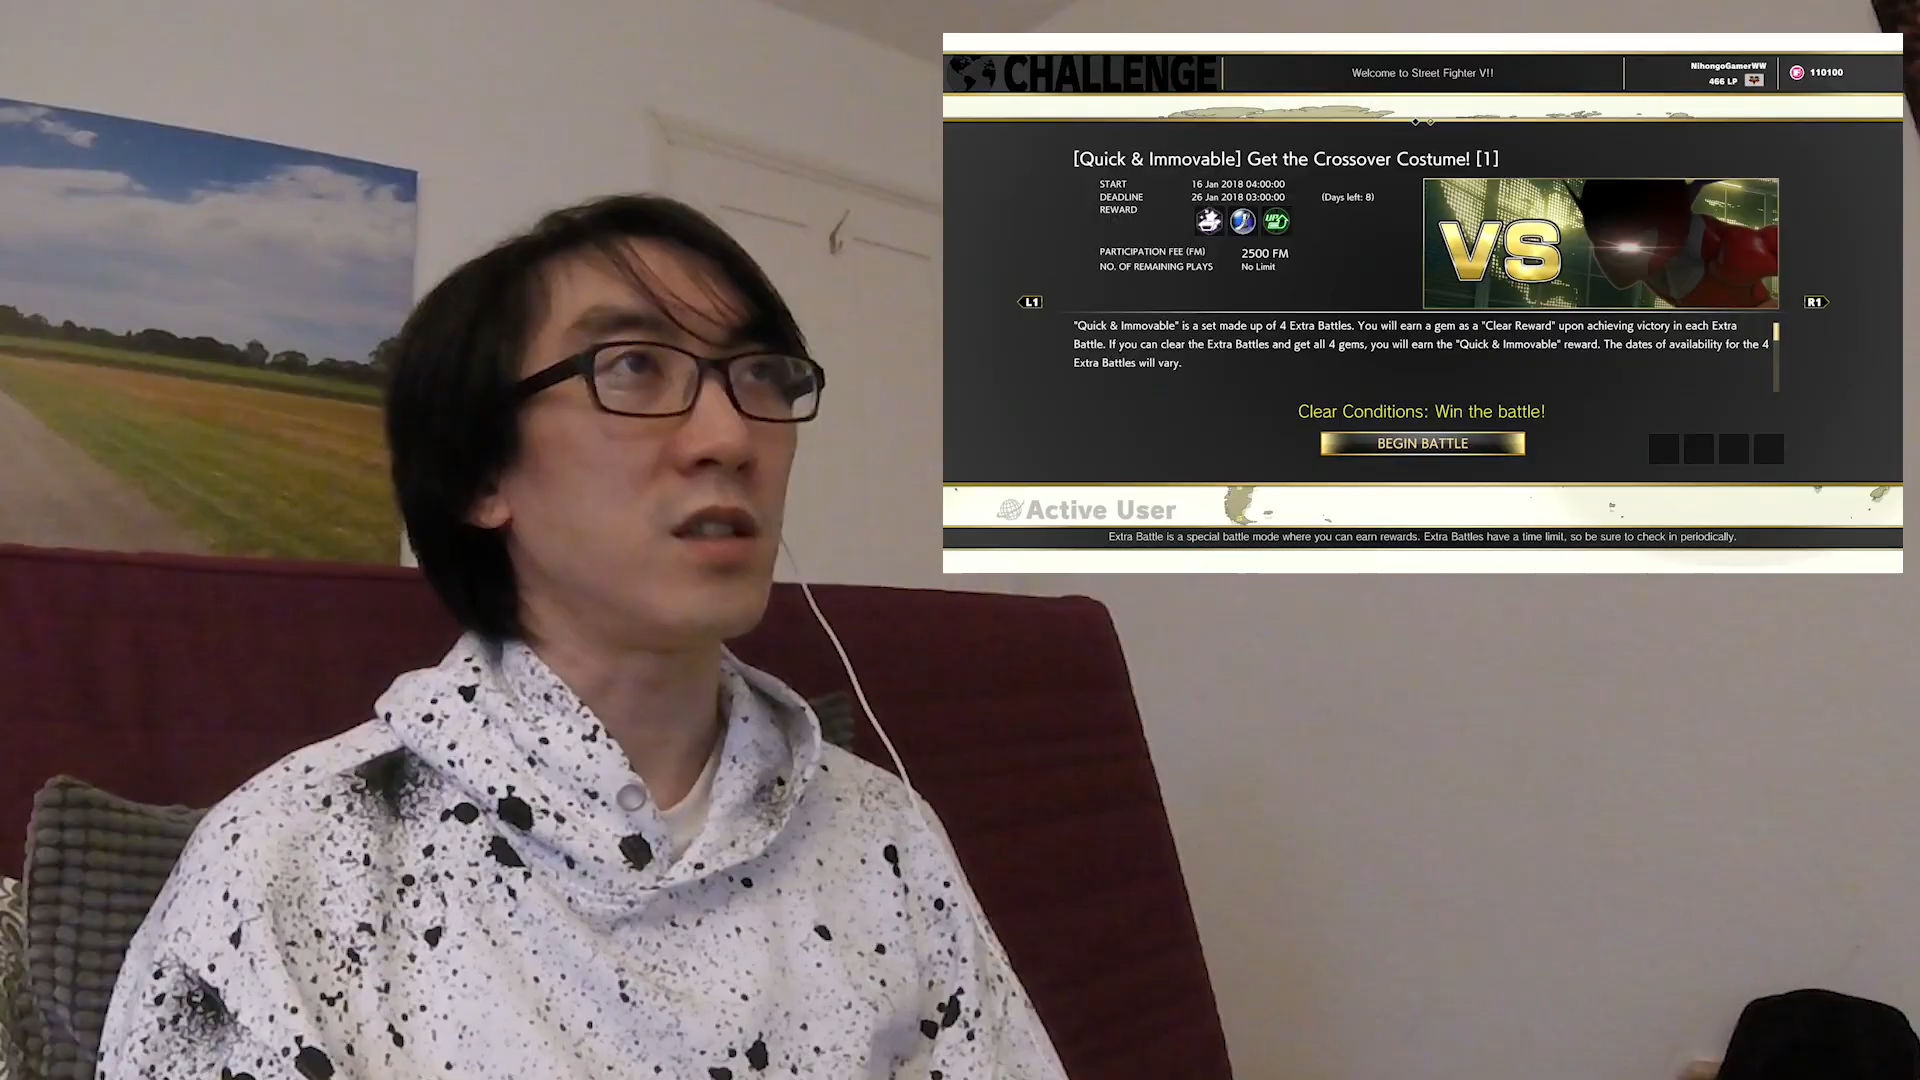 CHALLENGE
Welcome to Street Fighter V!!
NihongoGamerWW
466 LP
110100
[Quick & Immovable] Get the Crossover Costume! [1]
START 16 Jan 2018 04:00:00
DEADLINE 26 Jan 2018 03:00:00 (Days left: 8)
REWARD
UP
PARTICIPATION FEE (FM) 2500 FM
NO. OF REMAINING PLAYS No Limit
VS
L1
R1
"Quick & Immovable" is a set made up of 4 Extra Battles. You will earn a gem as a "Clear Reward" upon achieving victory in each Extra
Battle. If you can clear the Extra Battles and get all 4 gems, you will earn the "Quick & Immovable" reward. The dates of availability for the 4
Extra Battles will vary.
Clear Conditions: Win the battle!
BEGIN BATTLE
Active User
Extra Battle is a special battle mode where you can earn rewards. Extra Battles have a time limit, so be sure to check in periodically.